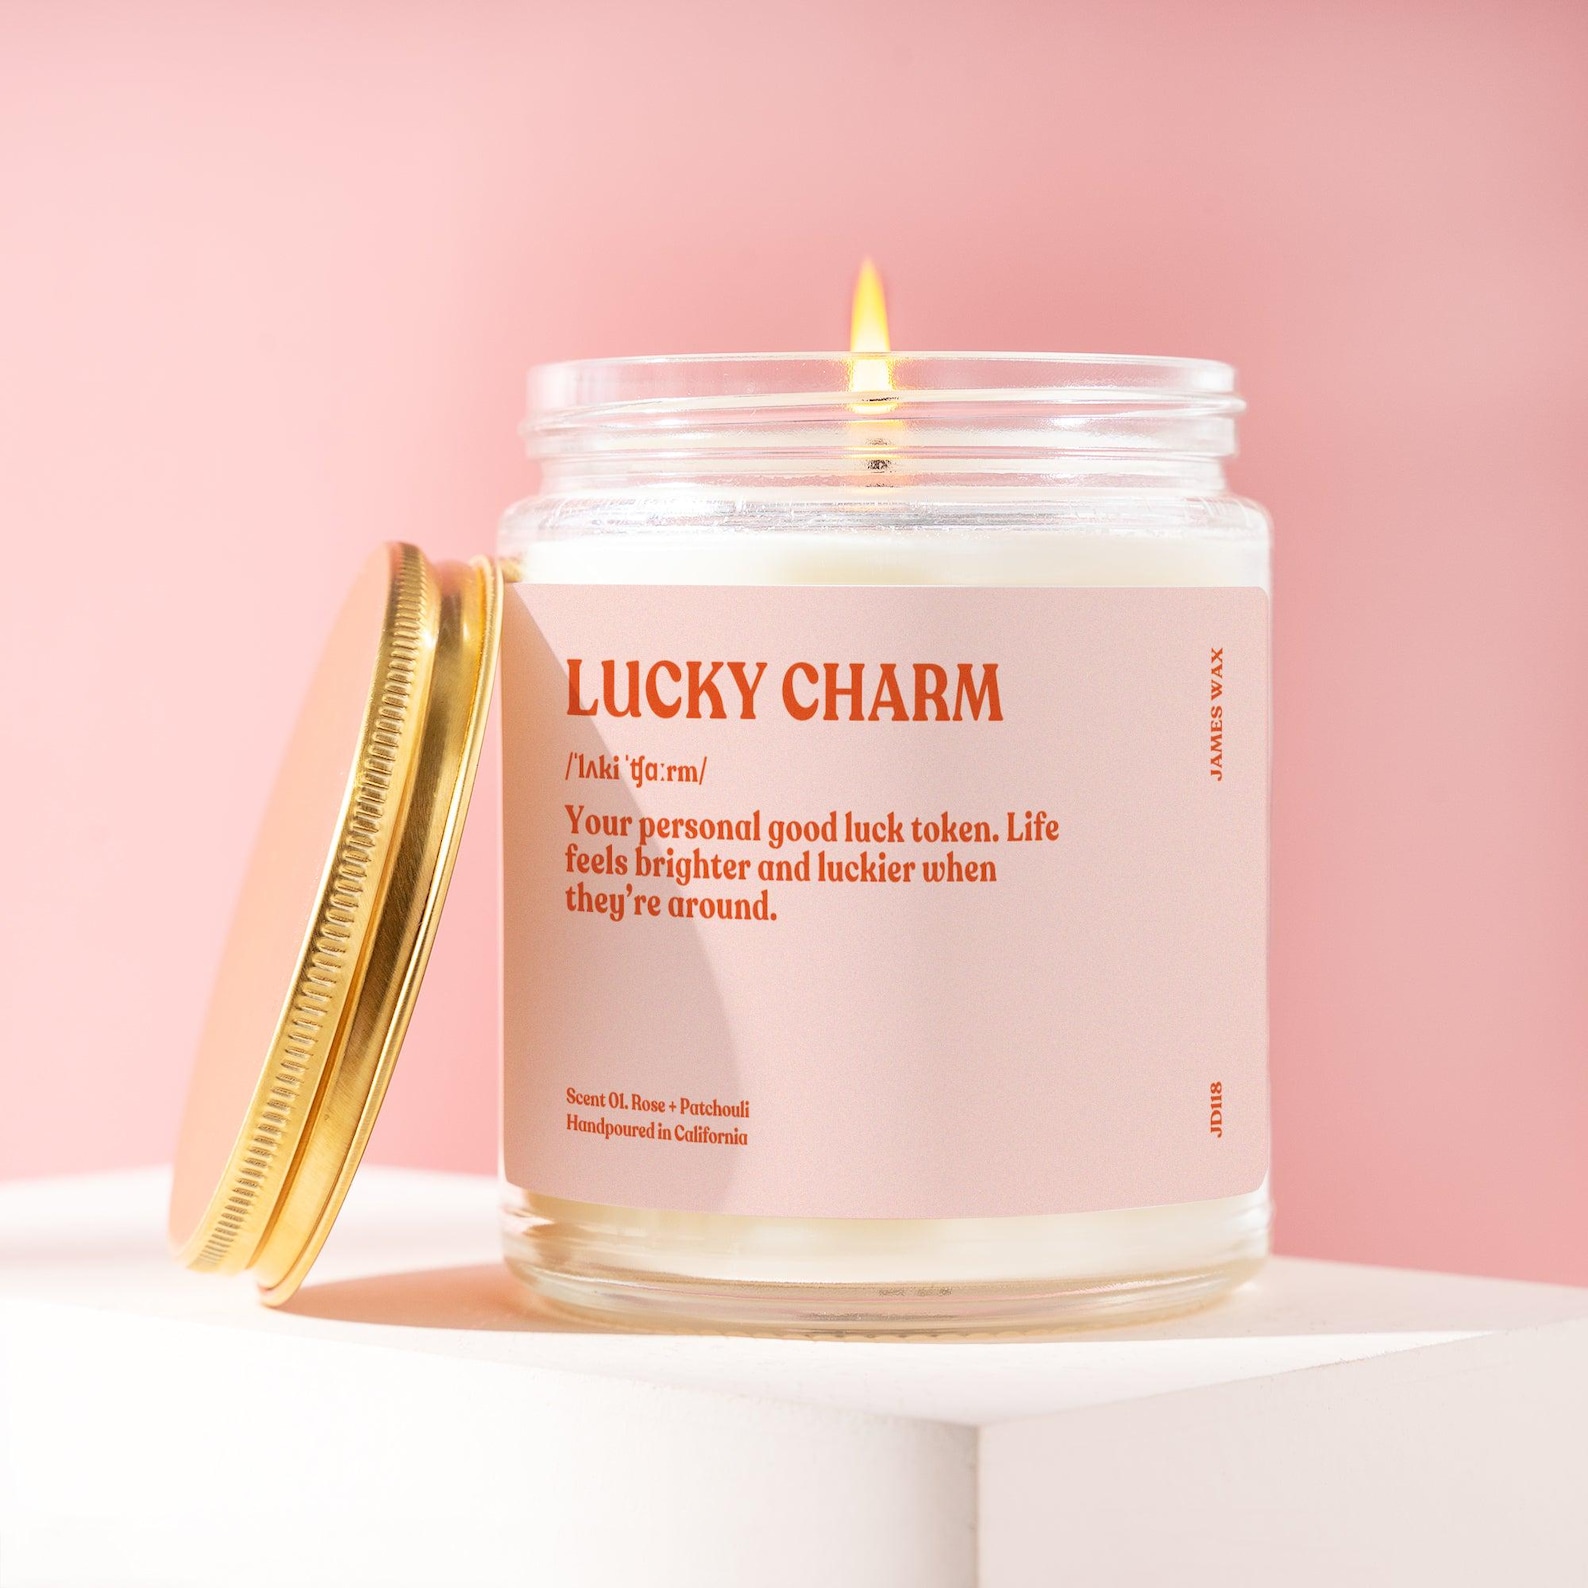 LUCKY CHARM
/ˈlʌki ˈʧɑːrm/
Your personal good luck token. Life
feels brighter and luckier when
they’re around.
Scent 01. Rose + Patchouli
Handpoured in California
JAMES WAX
JD118